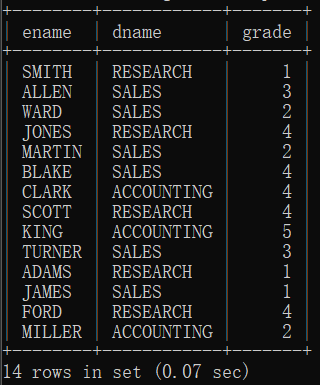 +--------+------------+-------+
| ename | dname | grade |
+--------+------------+-------+
| SMITH | RESEARCH | 1 |
| ALLEN | SALES | 3 |
| WARD | SALES | 2 |
| JONES | RESEARCH | 4 |
| MARTIN | SALES | 2 |
| BLAKE | SALES | 4 |
| CLARK | ACCOUNTING | 4 |
| SCOTT | RESEARCH | 4 |
| KING | ACCOUNTING | 5 |
| TURNER | SALES | 3 |
| ADAMS | RESEARCH | 1 |
| JAMES | SALES | 1 |
| FORD | RESEARCH | 4 |
| MILLER | ACCOUNTING | 2 |
+--------+------------+-------+
14 rows in set (0.07 sec)